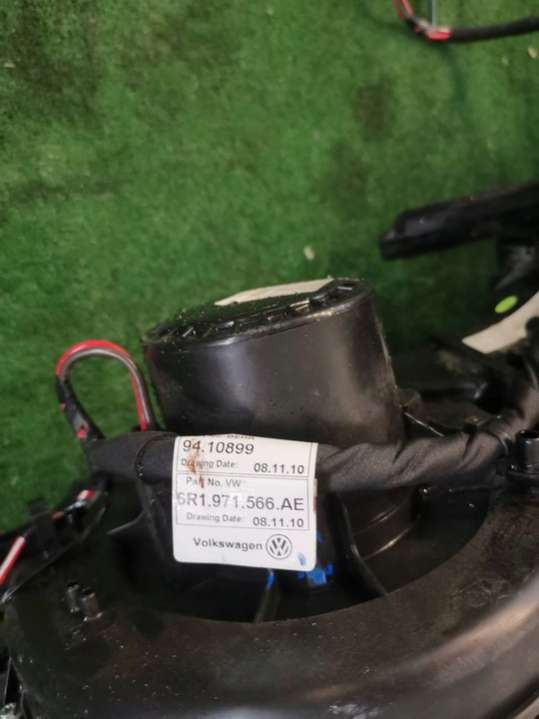 BEHR
94.10899
Drawing Date: 08.11.10
Part No. VW
6R1.971.566.AE
Drawing Date: 08.11.10
Volkswagen